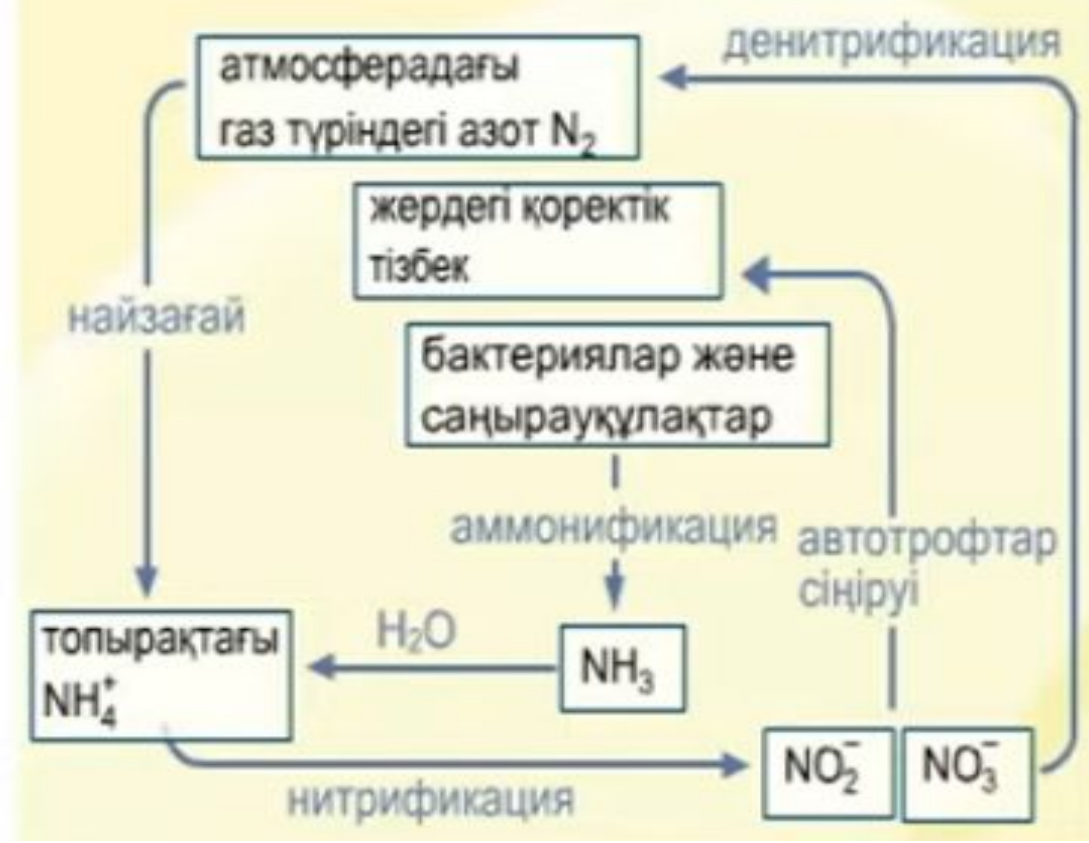 денитрификация
атмосферадағы
газ түріндегі азот N₂
жердегі қоректік
тізбек
найзағай
бактериялар және
саңырауқұлақтар
аммонификация
автотрофтар
сіңіруі
топырақтағы
NH₄⁺
H₂O
NH₃
NO₂⁻
NO₃⁻
нитрификация